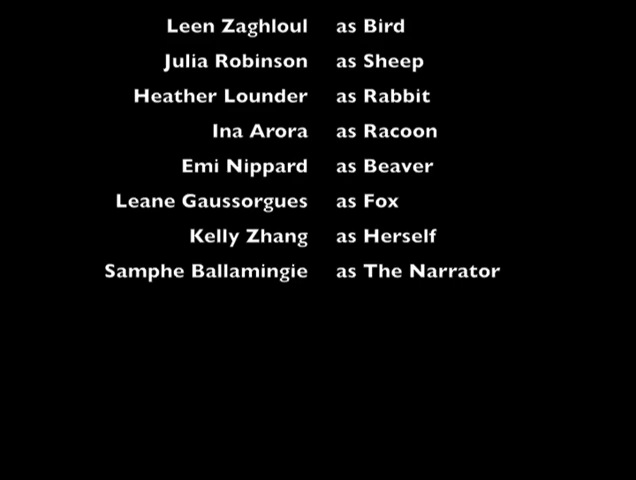 Leen Zaghloul as Bird
Julia Robinson as Sheep
Heather Lounder as Rabbit
Ina Arora as Racoon
Emi Nippard as Beaver
Leane Gaussorgues as Fox
Kelly Zhang as Herself
Samphe Ballamingie as The Narrator